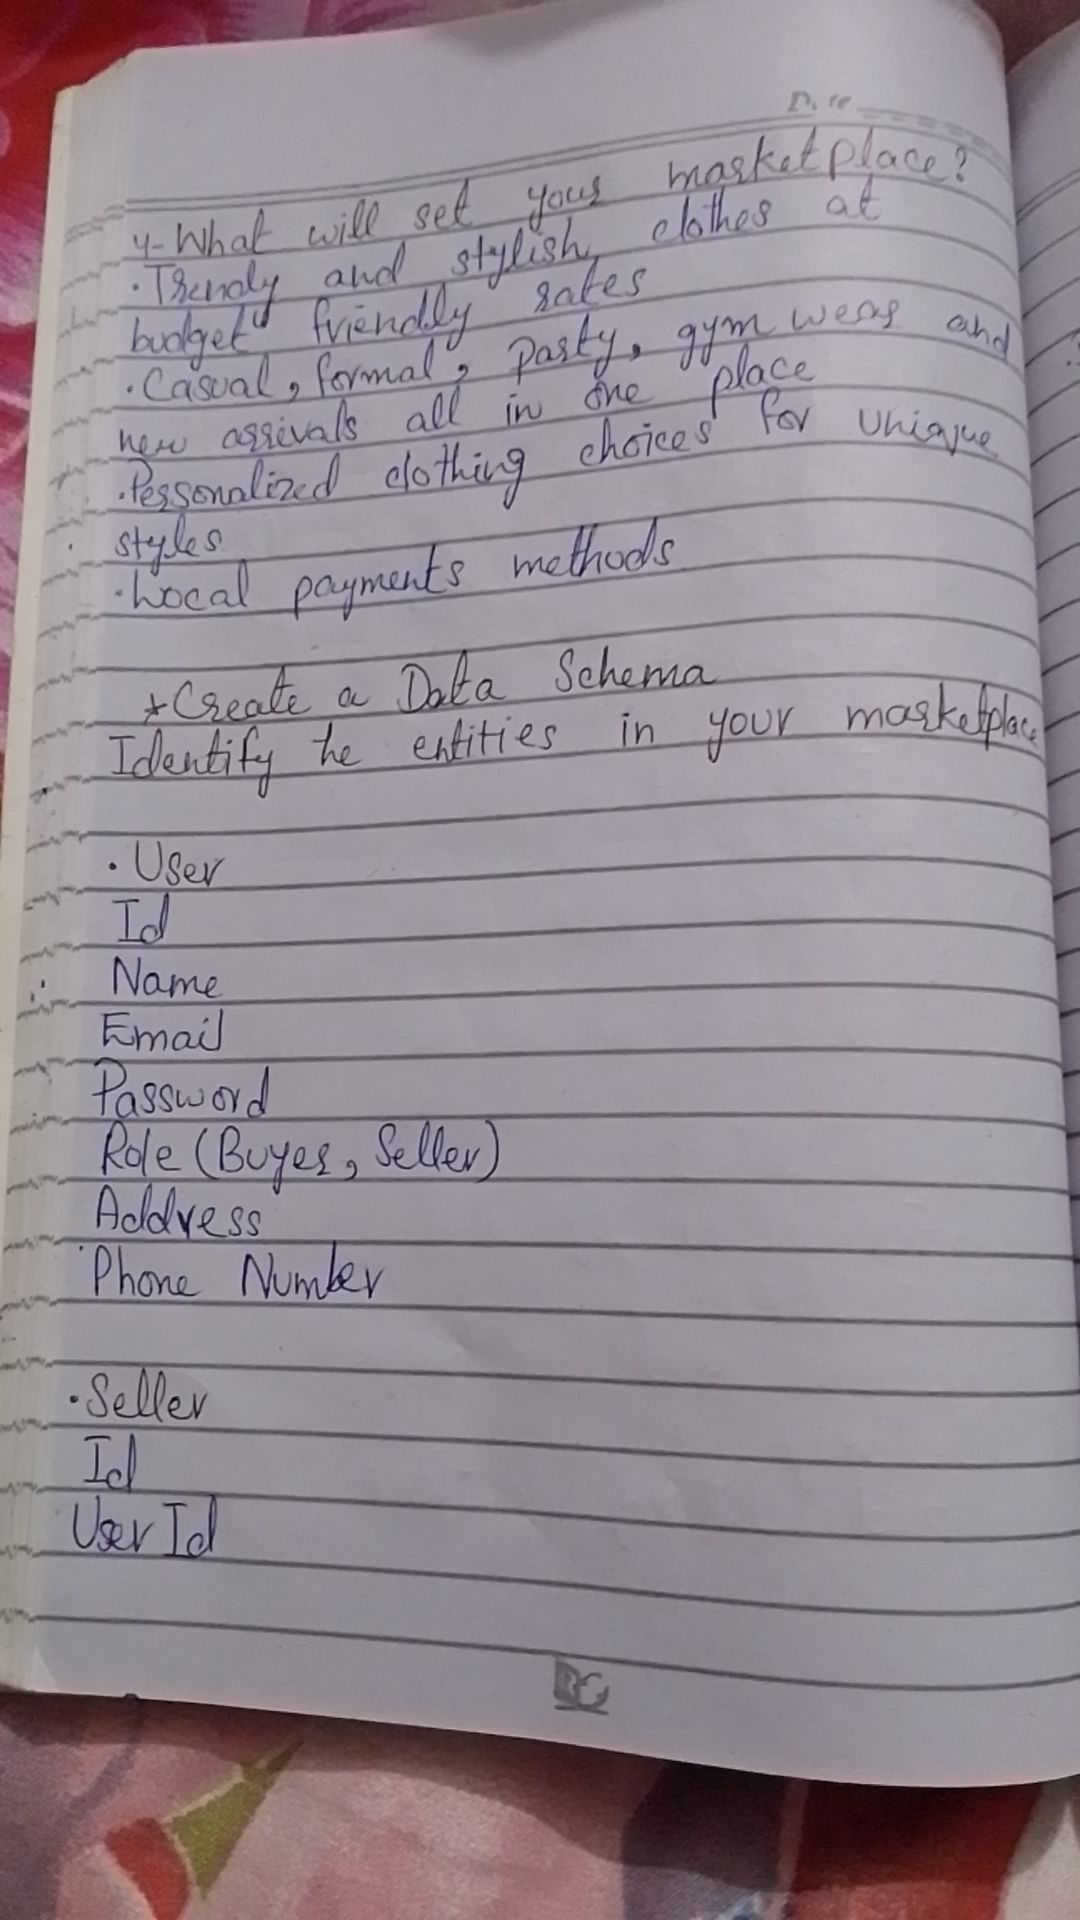 Date
4-What will set your marketplace?
·Trendy and stylish clothes at
budget friendly rates
·Casual, formal, party, gym wear and
new arrivals all in one place
·Personalized clothing choices for unique
styles
·Local payments methods
*Create a Data Schema
Identify he entities in your marketplace
·User
Id
Name
Email
Password
Role (Buyer, Seller)
Address
Phone Number
·Seller
Id
User Id